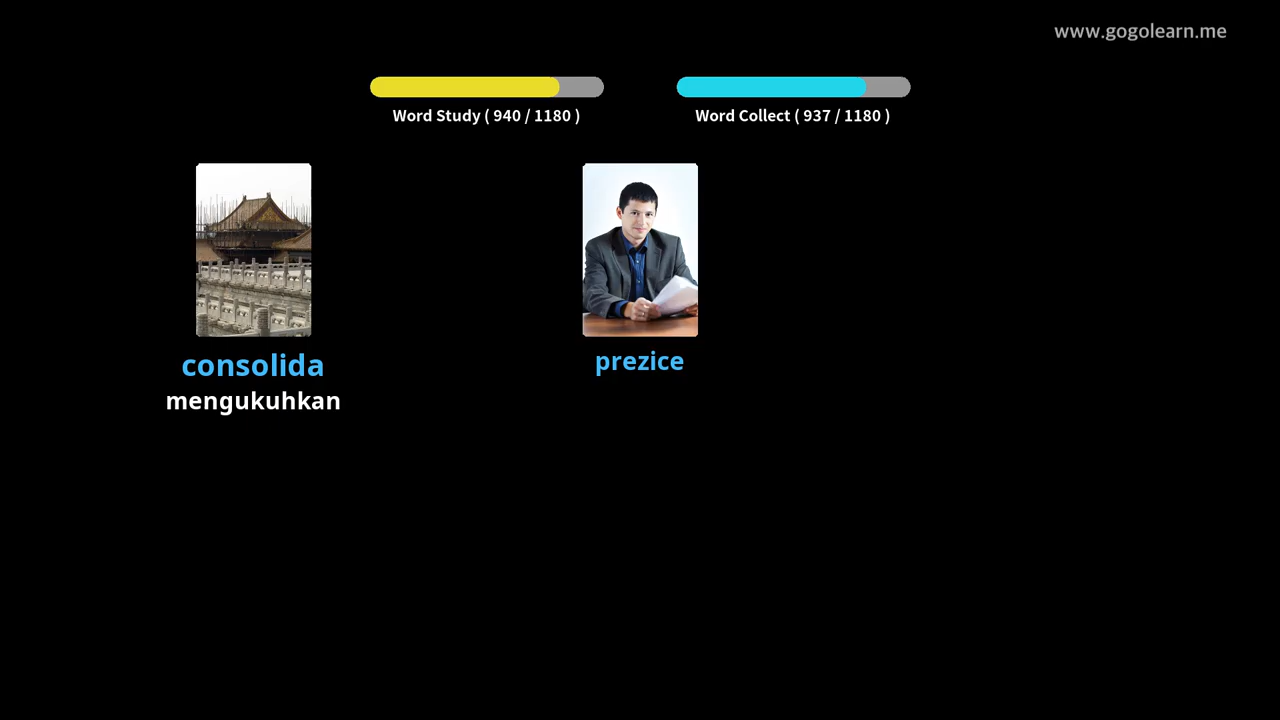 www.gogolearn.me
Word Study ( 940 / 1180 )
Word Collect ( 937 / 1180 )
consolida
mengukuhkan
prezice